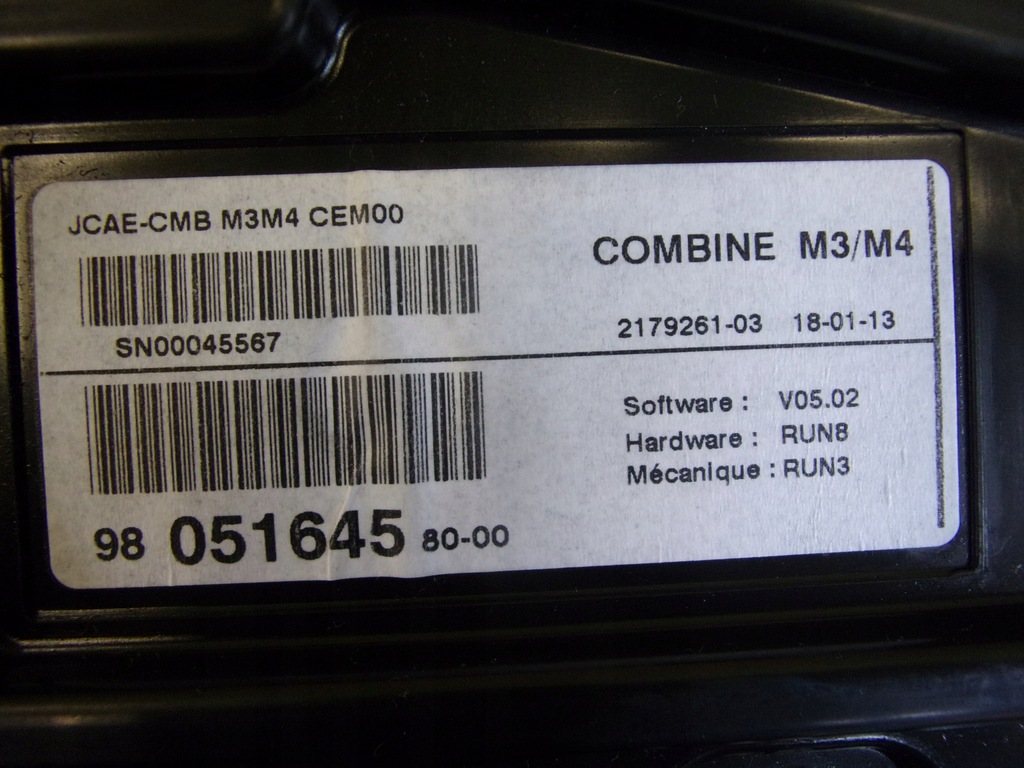 JCAE-CMB M3M4 CEM00
COMBINE M3/M4
SN00045567
2179261-03 18-01-13
Software : V05.02
Hardware : RUN8
Mécanique : RUN3
98 051645 80-00